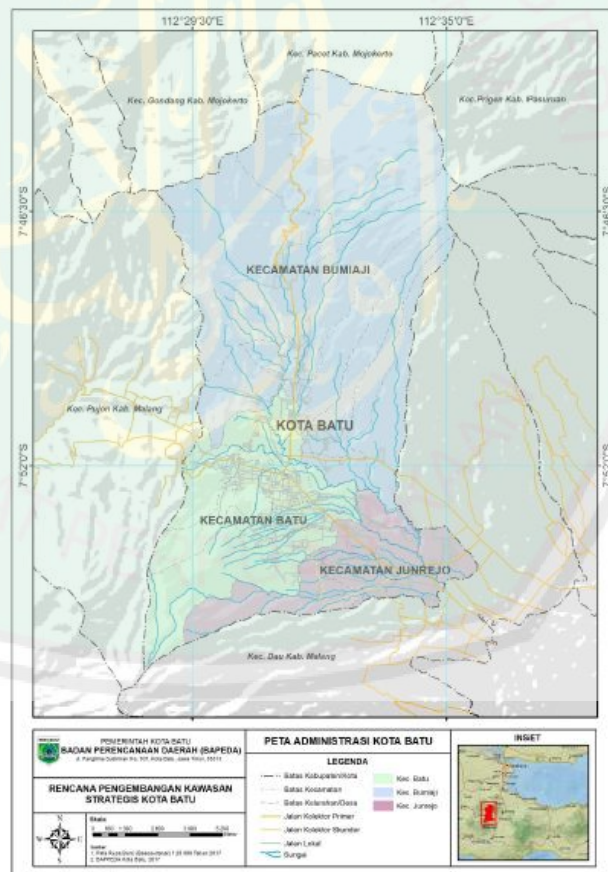 112°29'30"E
112°35'0"E
Kec. Pacet Kab. Mojokerto
Kec. Gondang Kab. Mojokerto
Kec. Prigen Kab. Pasuruan
7°46'30"S
7°46'30"S
KECAMATAN BUMIAJI
Kec. Pujon Kab. Malang
KOTA BATU
7°52'0"S
7°52'0"S
KECAMATAN BATU
KECAMATAN JUNREJO
Kec. Dau Kab. Malang
PEMERINTAH KOTA BATU
BADAN PERENCANAAN DAERAH (BAPEDA)
RENCANA PENGEMBANGAN KAWASAN
STRATEGIS KOTA BATU
N
Skala
PETA ADMINISTRASI KOTA BATU
LEGENDA
Batas Kabupaten/Kota
Batas Kecamatan
Batas Kelurahan/Desa
Jalan Kolektor Primer
Jalan Kolektor Skunder
Jalan Lokal
Sungai
Kec. Batu
Kec. Bumiaji
Kec. Junrejo
INSET